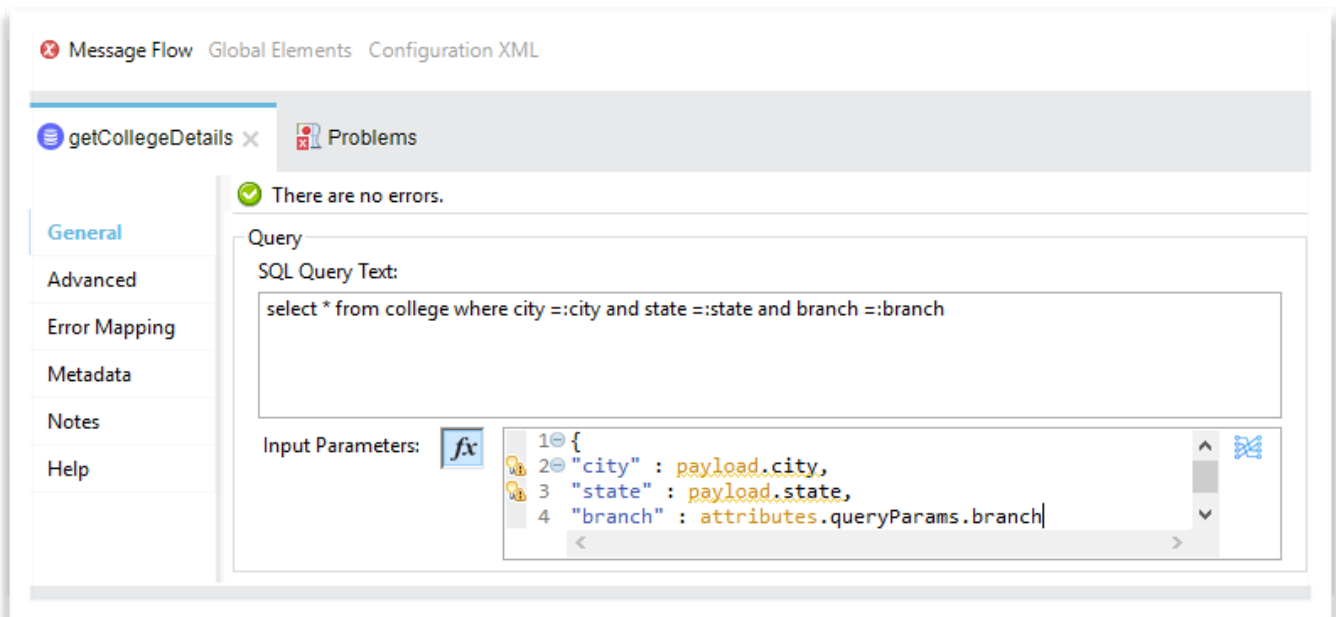 Message Flow Global Elements Configuration XML
getCollegeDetails Problems
There are no errors.
General
Advanced
Error Mapping
Metadata
Notes
Help
Query
SQL Query Text:
select * from college where city =:city and state =:state and branch =:branch
Input Parameters: fx
1 {
2 "city" : payload.city,
3 "state" : payload.state,
4 "branch" : attributes.queryParams.branch